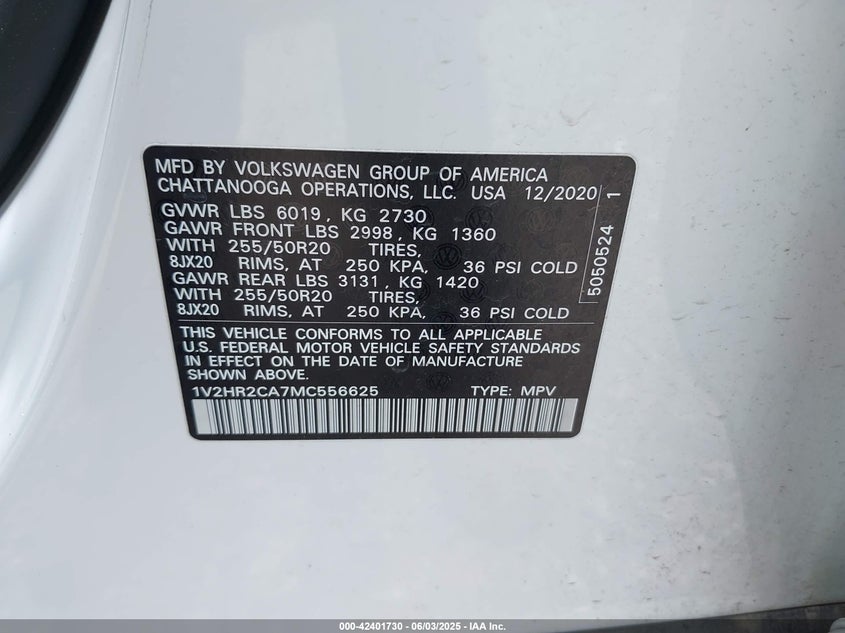 MFD BY VOLKSWAGEN GROUP OF AMERICA
CHATTANOOGA OPERATIONS, LLC. USA 12/2020
GVWR LBS 6019, KG 2730
GAWR FRONT LBS 2998, KG 1360
WITH 255/50R20 TIRES,
8JX20 RIMS, AT 250 KPA, 36 PSI COLD
GAWR REAR LBS 3131, KG 1420
WITH 255/50R20 TIRES,
8JX20 RIMS, AT 250 KPA, 36 PSI COLD
THIS VEHICLE CONFORMS TO ALL APPLICABLE
U.S. FEDERAL MOTOR VEHICLE SAFETY STANDARDS
IN EFFECT ON THE DATE OF MANUFACTURE
SHOWN ABOVE.
1V2HR2CA7MC556625 TYPE: MPV
5050524 1
000-42401730 - 06/03/2025 - IAA Inc.